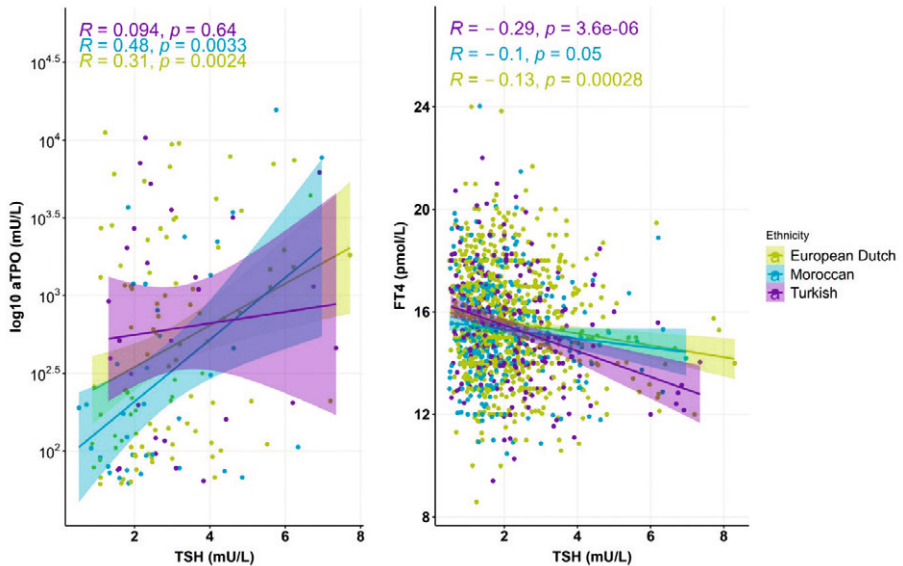 R = 0.094, p = 0.64
R = 0.48, p = 0.0033
R = 0.31, p = 0.0024
10^4.5
10^4
10^3.5
10^3
10^2.5
10^2
log10 aTPO (mU/L)
2
4
6
8
TSH (mU/L)
R = −0.29, p = 3.6e-06
R = −0.1, p = 0.05
R = −0.13, p = 0.00028
24
20
16
12
8
FT4 (pmol/L)
2
4
6
8
TSH (mU/L)
Ethnicity
a European Dutch
a Moroccan
a Turkish